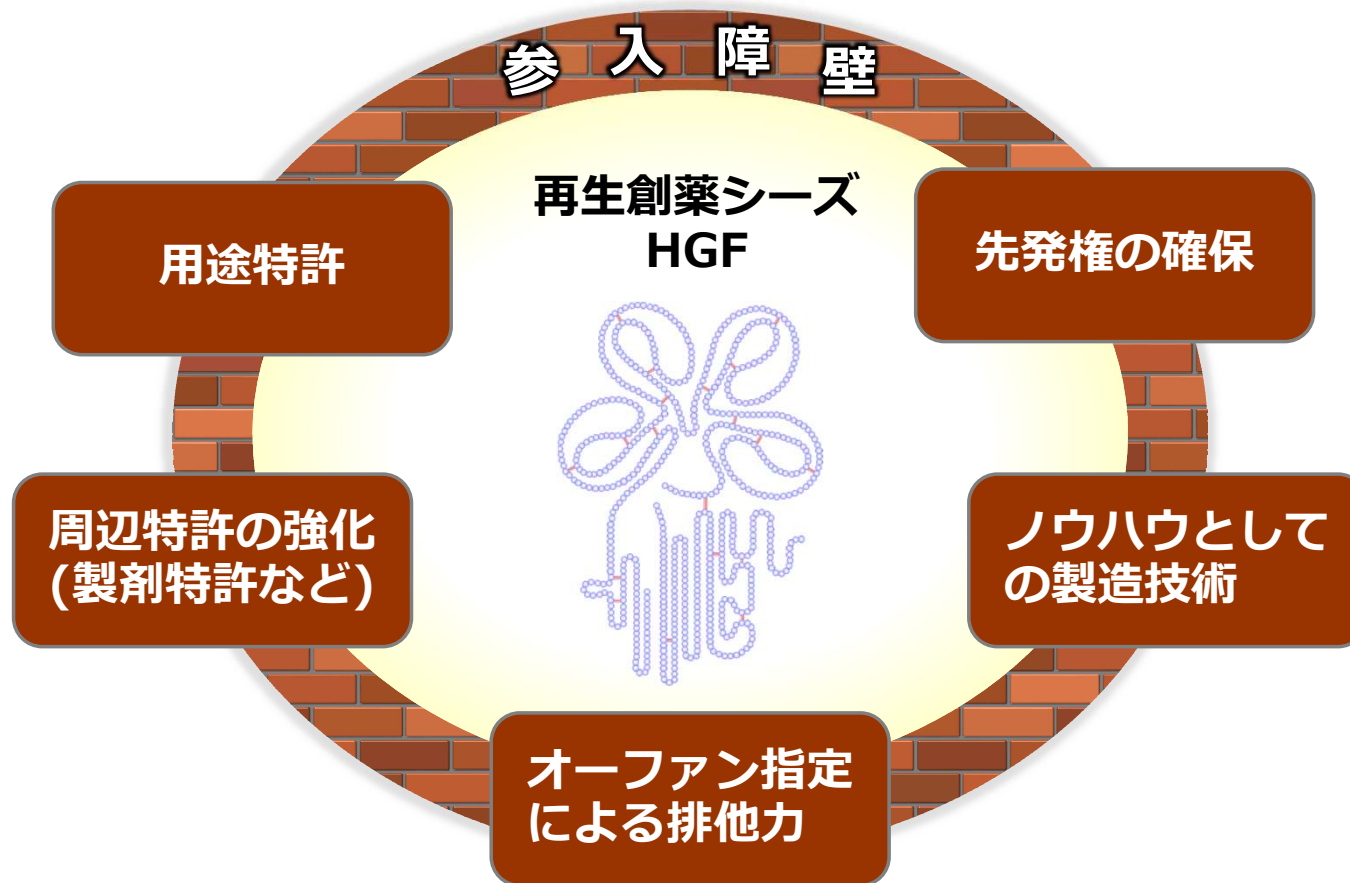 参入障壁
再生創薬シーズ
HGF
用途特許
先発権の確保
周辺特許の強化
(製剤特許など)
ノウハウとして
の製造技術
オーファン指定
による排他力